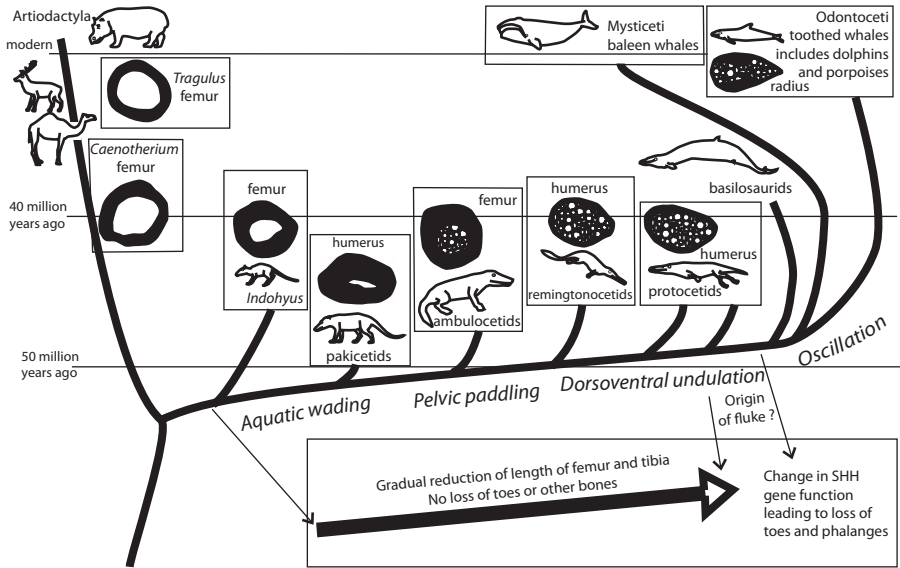 Artiodactyla
modern
Tragulus
femur
Mysticeti
baleen whales
Odontoceti
toothed whales
includes dolphins
and porpoises
radius
Caenotherium
femur
40 million
years ago
femur
Indohyus
humerus
pakicetids
femur
ambulocetids
humerus
remingtonocetids
humerus
protocetids
basilosaurids
50 million
years ago
Aquatic wading
Pelvic paddling
Dorsoventral undulation
Oscillation
Origin
of fluke ?
Gradual reduction of length of femur and tibia
No loss of toes or other bones
Change in SHH
gene function
leading to loss of
toes and phalanges